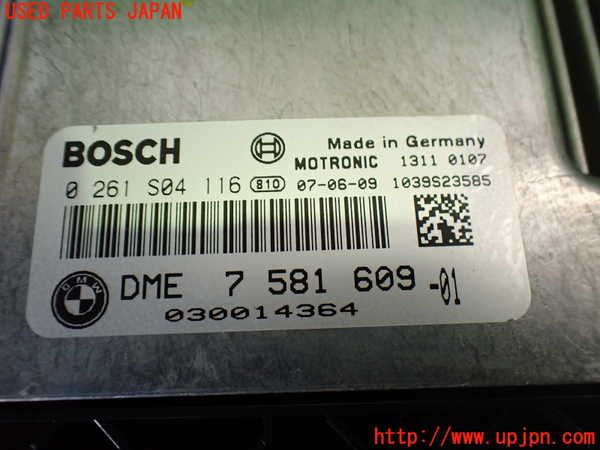 USED PARTS JAPAN
BOSCH
Made in Germany
MOTRONIC 1311 0107
0 261 S04 116 810 07-06-09 1039S23585
BMW
DME 7 581 609 -01
030014364
http://www.upjpn.com